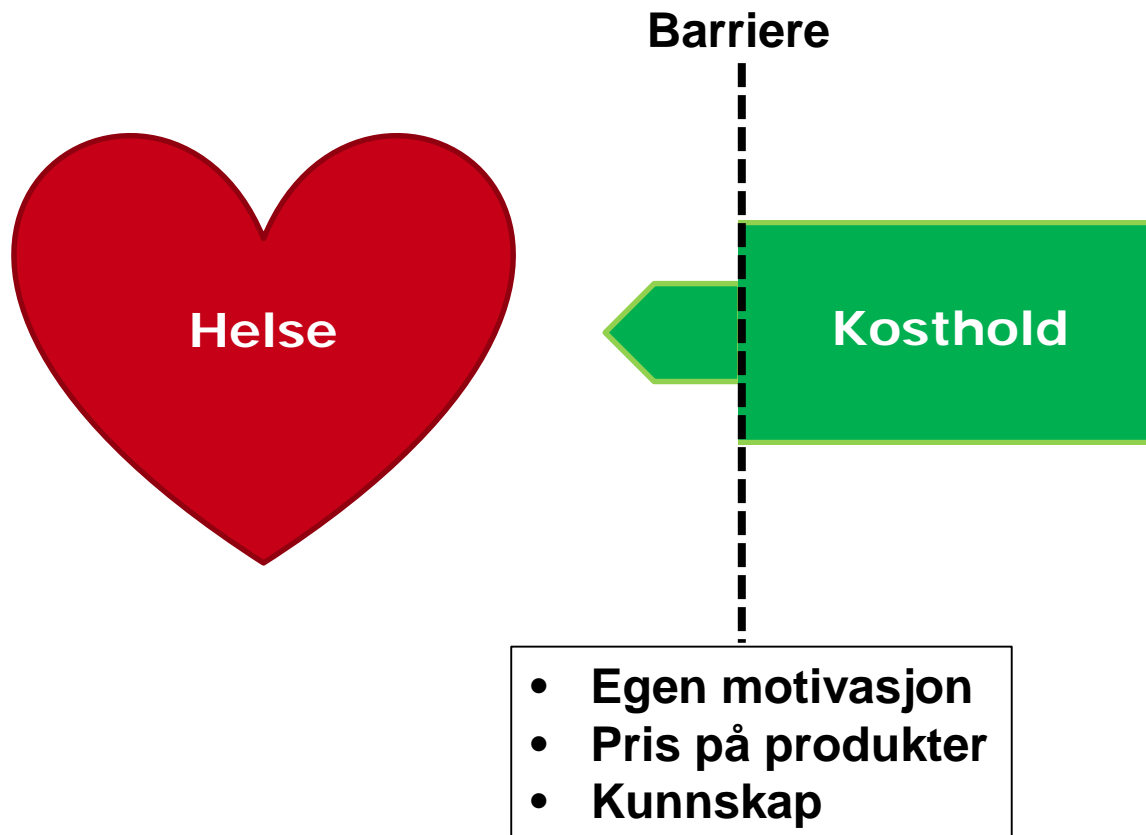 Barriere
Helse
Kosthold
• Egen motivasjon
• Pris på produkter
• Kunnskap